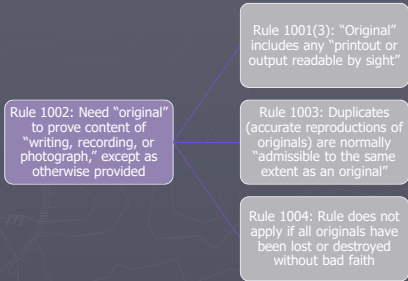 Rule 1001(3): “Original”
includes any “printout or
output readable by sight”
Rule 1002: Need “original”
to prove content of
“writing, recording, or
photograph,” except as
otherwise provided
Rule 1003: Duplicates
(accurate reproductions of
originals) are normally
“admissible to the same
extent as an original”
Rule 1004: Rule does not
apply if all originals have
been lost or destroyed
without bad faith